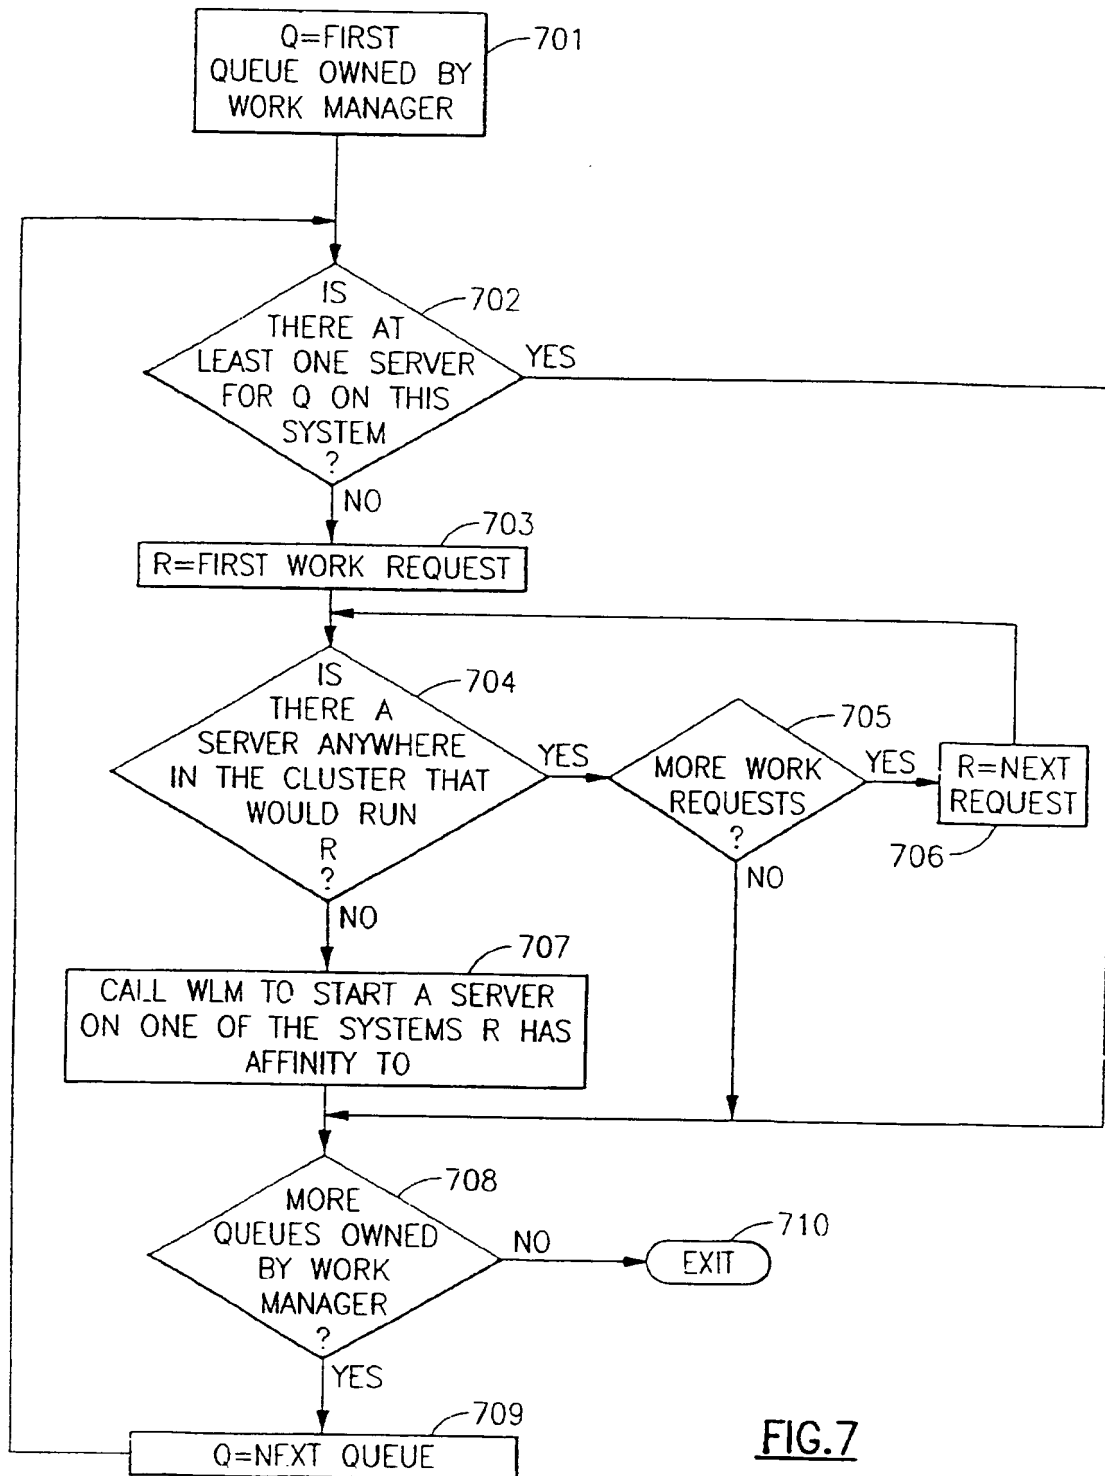 Q=FIRST
QUEUE OWNED BY
WORK MANAGER
701
IS
THERE AT
LEAST ONE SERVER
FOR Q ON THIS
SYSTEM
?
702
YES
NO
703
R=FIRST WORK REQUEST
IS
THERE A
SERVER ANYWHERE
IN THE CLUSTER THAT
WOULD RUN
R
?
704
YES
705
MORE WORK
REQUESTS
?
YES
R=NEXT
REQUEST
706
NO
NO
707
CALL WLM TO START A SERVER
ON ONE OF THE SYSTEMS R HAS
AFFINITY TO
708
MORE
QUEUES OWNED
BY WORK
MANAGER
?
NO
710
EXIT
YES
709
Q=NEXT QUEUE
FIG.7